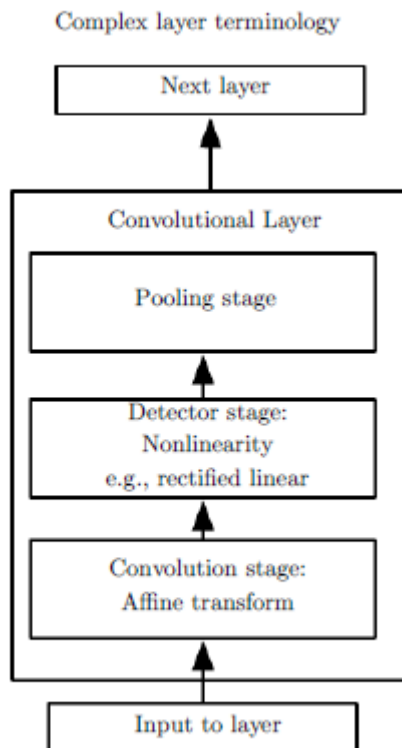 Complex layer terminology
Next layer
Convolutional Layer
Pooling stage
Detector stage:
Nonlinearity
e.g., rectified linear
Convolution stage:
Affine transform
Input to layer